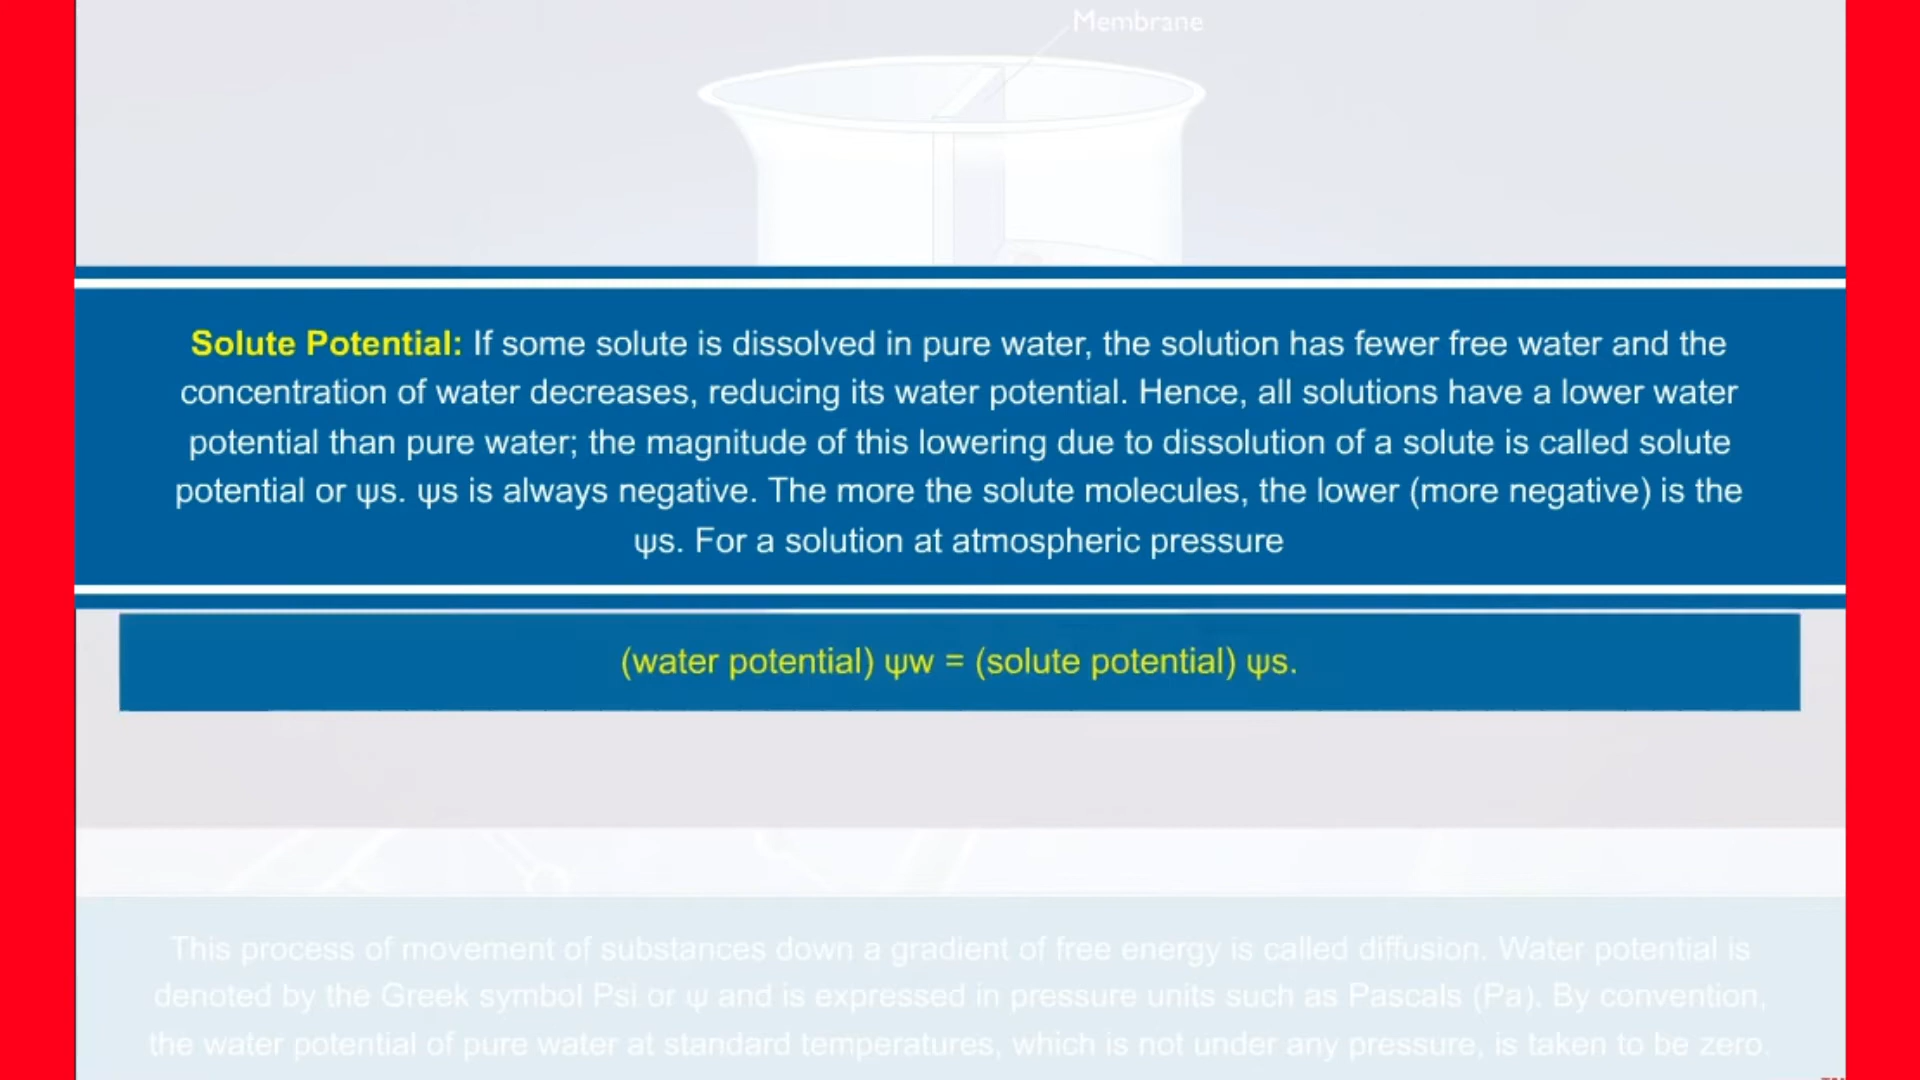 Membrane
Solute Potential: If some solute is dissolved in pure water, the solution has fewer free water and the
concentration of water decreases, reducing its water potential. Hence, all solutions have a lower water
potential than pure water; the magnitude of this lowering due to dissolution of a solute is called solute
potential or ψs. ψs is always negative. The more the solute molecules, the lower (more negative) is the
ψs. For a solution at atmospheric pressure
(water potential) ψw = (solute potential) ψs.
This process of movement of substances down a gradient of free energy is called diffusion. Water potential is
denoted by the Greek symbol Psi or ψ and is expressed in pressure units such as Pascals (Pa). By convention,
the water potential of pure water at standard temperatures, which is not under any pressure, is taken to be zero.